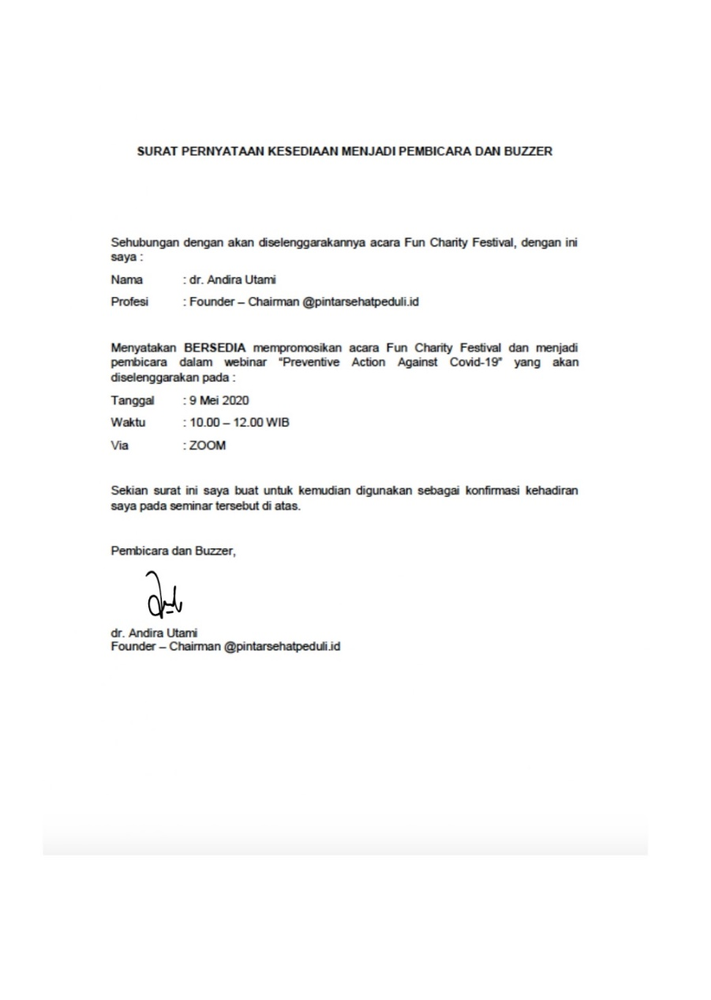 SURAT PERNYATAAN KESEDIAAN MENJADI PEMBICARA DAN BUZZER
Sehubungan dengan akan diselenggarakannya acara Fun Charity Festival, dengan ini
saya :
Nama : dr. Andira Utami
Profesi : Founder – Chairman @pintarsehatpeduli.id
Menyatakan BERSEDIA mempromosikan acara Fun Charity Festival dan menjadi
pembicara dalam webinar “Preventive Action Against Covid-19” yang akan
diselenggarakan pada :
Tanggal : 9 Mei 2020
Waktu : 10.00 – 12.00 WIB
Via : ZOOM
Sekian surat ini saya buat untuk kemudian digunakan sebagai konfirmasi kehadiran
saya pada seminar tersebut di atas.
Pembicara dan Buzzer,
dr. Andira Utami
Founder – Chairman @pintarsehatpeduli.id